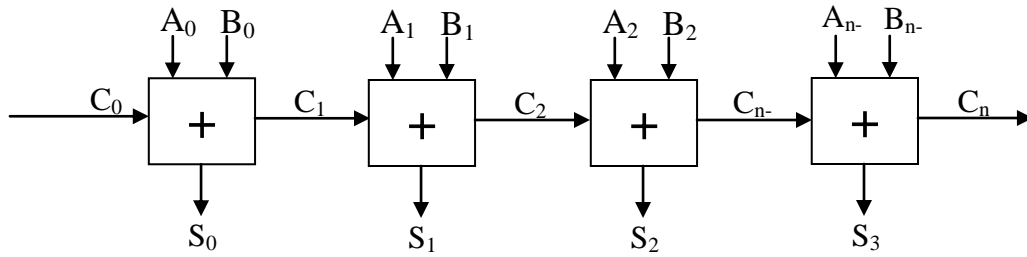 A₀ B₀ A₁ B₁ A₂ B₂ Aₙ₋ Bₙ₋
C₀ C₁ C₂ Cₙ₋ Cₙ
+ + + +
S₀ S₁ S₂ S₃